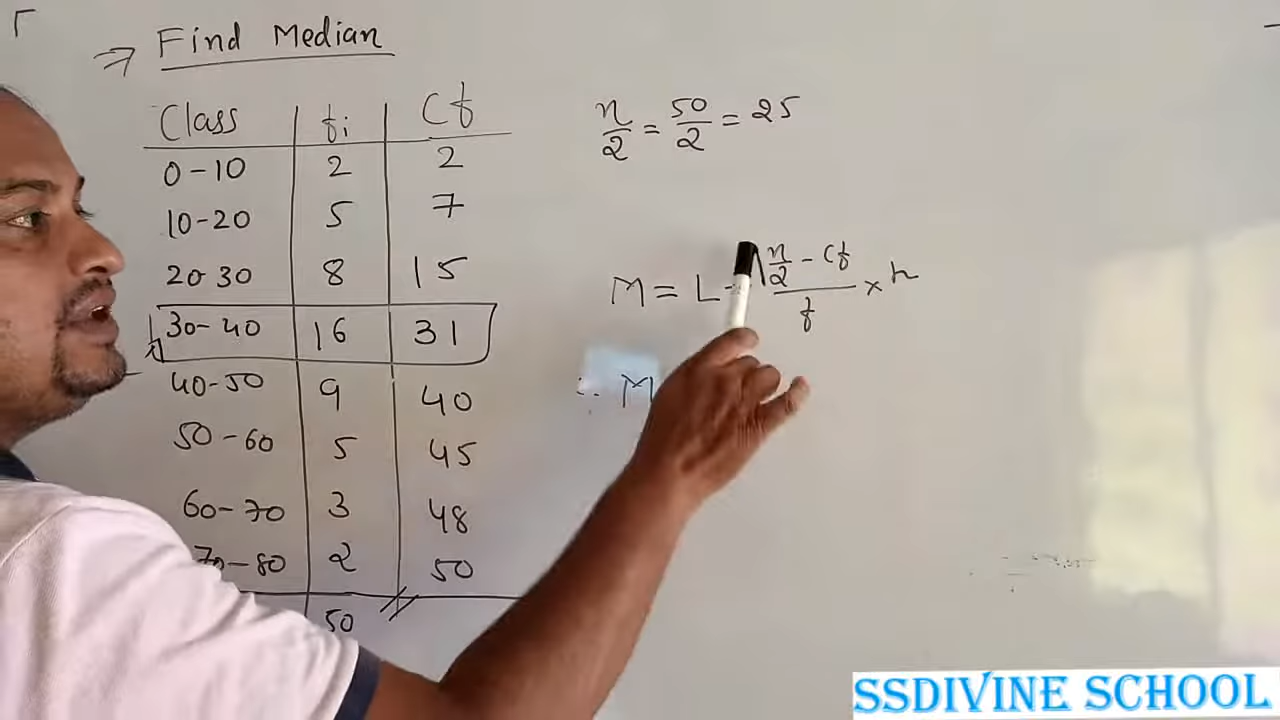 ⇒ Find Median
Class fi Cf
0-10 2 2
10-20 5 7
20 30 8 15
30-40 16 31
40-50 9 40
50-60 5 45
60-70 3 48
70-80 2 50
50
n/2 = 50/2 = 25
M = L n/2 - Cf / f × h
∴ M
SSDIVINE SCHOOL